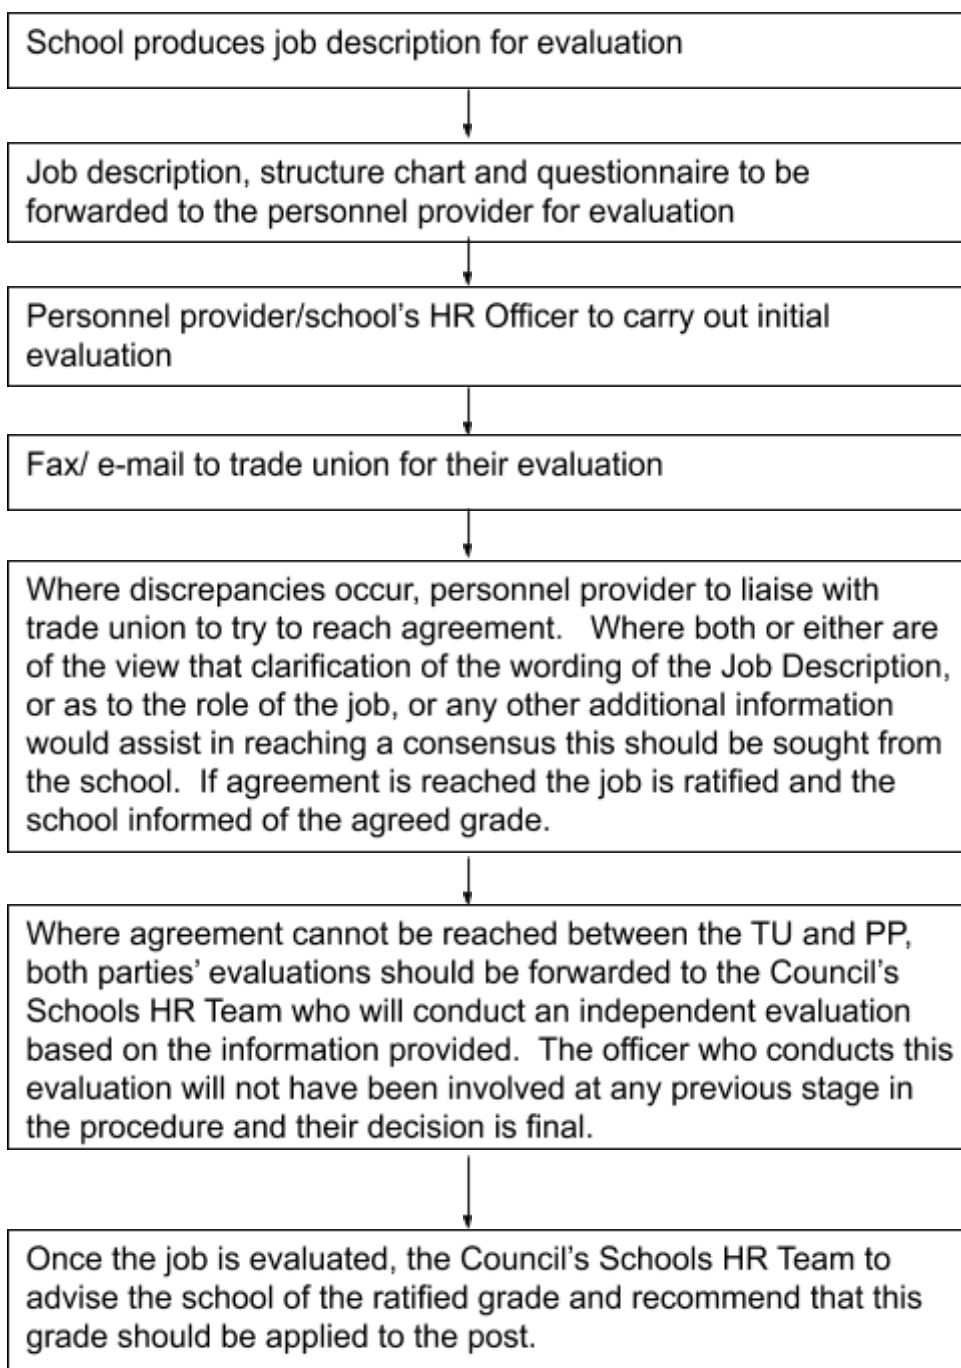 School produces job description for evaluation
Job description, structure chart and questionnaire to be
forwarded to the personnel provider for evaluation
Personnel provider/school's HR Officer to carry out initial
evaluation
Fax/ e-mail to trade union for their evaluation
Where discrepancies occur, personnel provider to liaise with
trade union to try to reach agreement.   Where both or either are
of the view that clarification of the wording of the Job Description,
or as to the role of the job, or any other additional information
would assist in reaching a consensus this should be sought from
the school.  If agreement is reached the job is ratified and the
school informed of the agreed grade.
Where agreement cannot be reached between the TU and PP,
both parties' evaluations should be forwarded to the Council's
Schools HR Team who will conduct an independent evaluation
based on the information provided.  The officer who conducts this
evaluation will not have been involved at any previous stage in
the procedure and their decision is final.
Once the job is evaluated, the Council's Schools HR Team to
advise the school of the ratified grade and recommend that this
grade should be applied to the post.